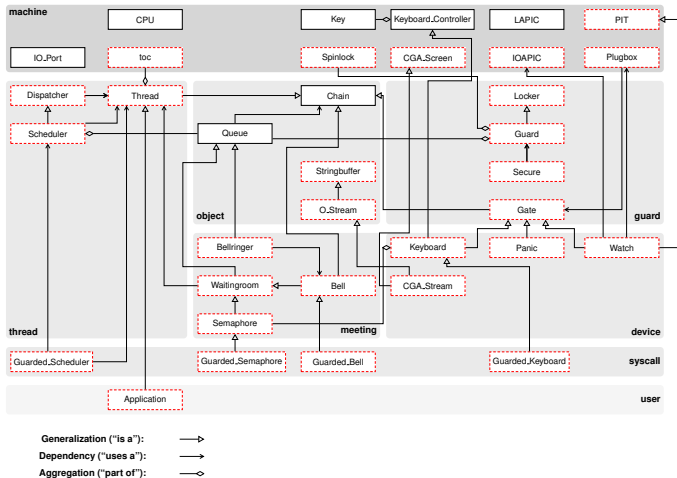 machine
CPU
Key
Keyboard_Controller
LAPIC
PIT
IO_Port
toc
Spinlock
CGA_Screen
IOAPIC
Plugbox
Dispatcher
Thread
Chain
Locker
Scheduler
Queue
Guard
Stringbuffer
Secure
O_Stream
Gate
object
guard
Bellringer
Keyboard
Panic
Watch
Waitingroom
Bell
CGA_Stream
Semaphore
thread
meeting
device
Guarded_Scheduler
Guarded_Semaphore
Guarded_Bell
Guarded_Keyboard
syscall
Application
user
Generalization (“is a”):
Dependency (“uses a”):
Aggregation (“part of”):